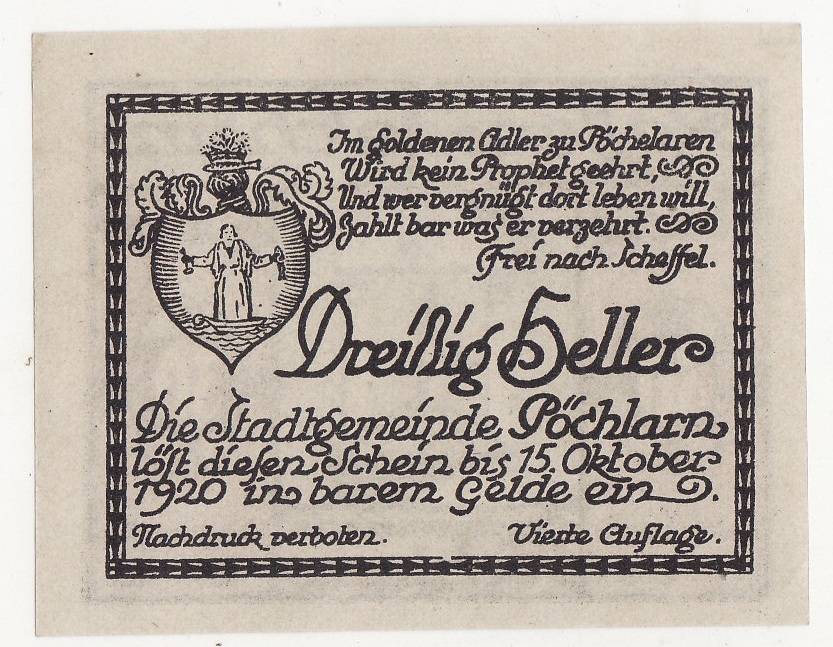 Im goldenen Adler zu Pöchelaren
Wird kein Prophet geehrt,
Und wer vergnügt dort leben will,
Zahlt bar was er verzehrt.
Frei nach Scheffel.
Dreißig Heller
Die Stadtgemeinde Pöchlarn
löst diesen Schein bis 15. Oktober
1920 in barem Gelde ein.
Nachdruck verboten. Vierte Auflage.